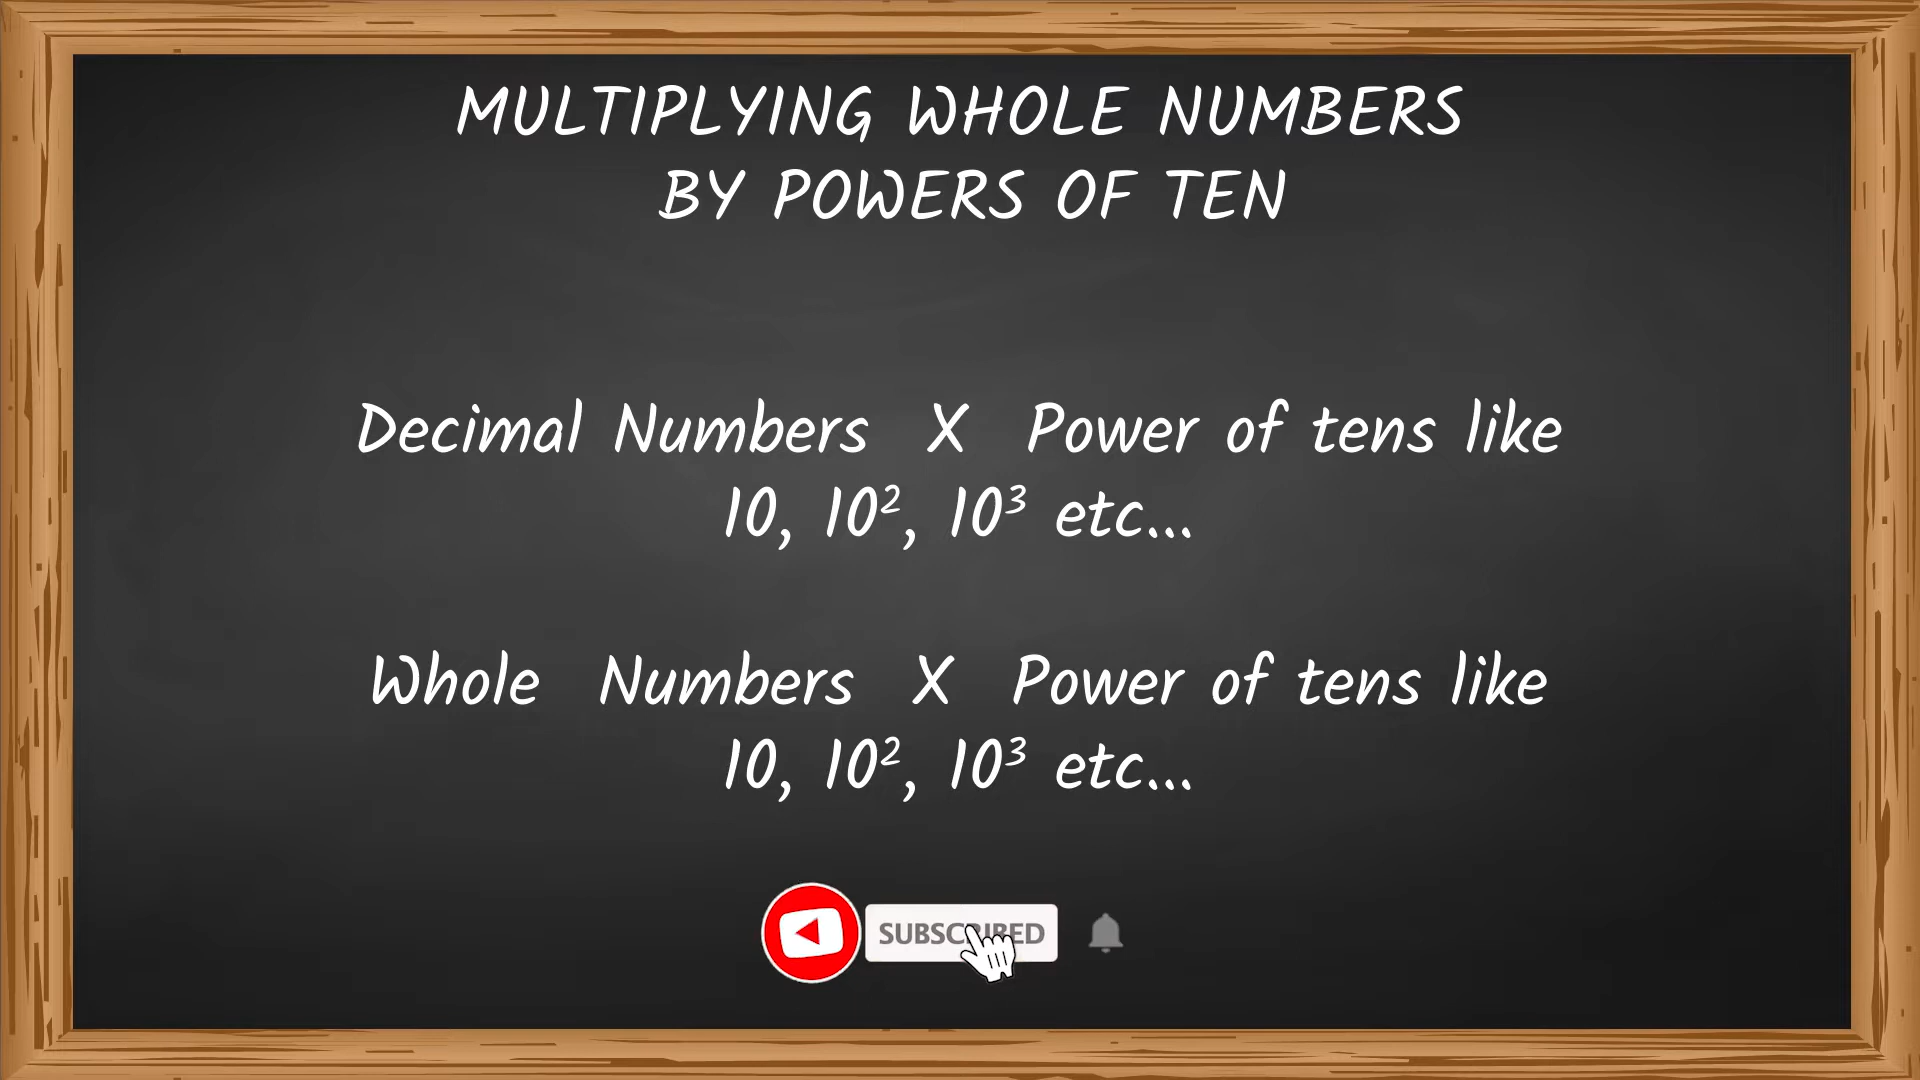 MULTIPLYING WHOLE NUMBERS
BY POWERS OF TEN
Decimal Numbers X Power of tens like
10, 10², 10³ etc...
Whole Numbers X Power of tens like
10, 10², 10³ etc...
SUBSCRIBED